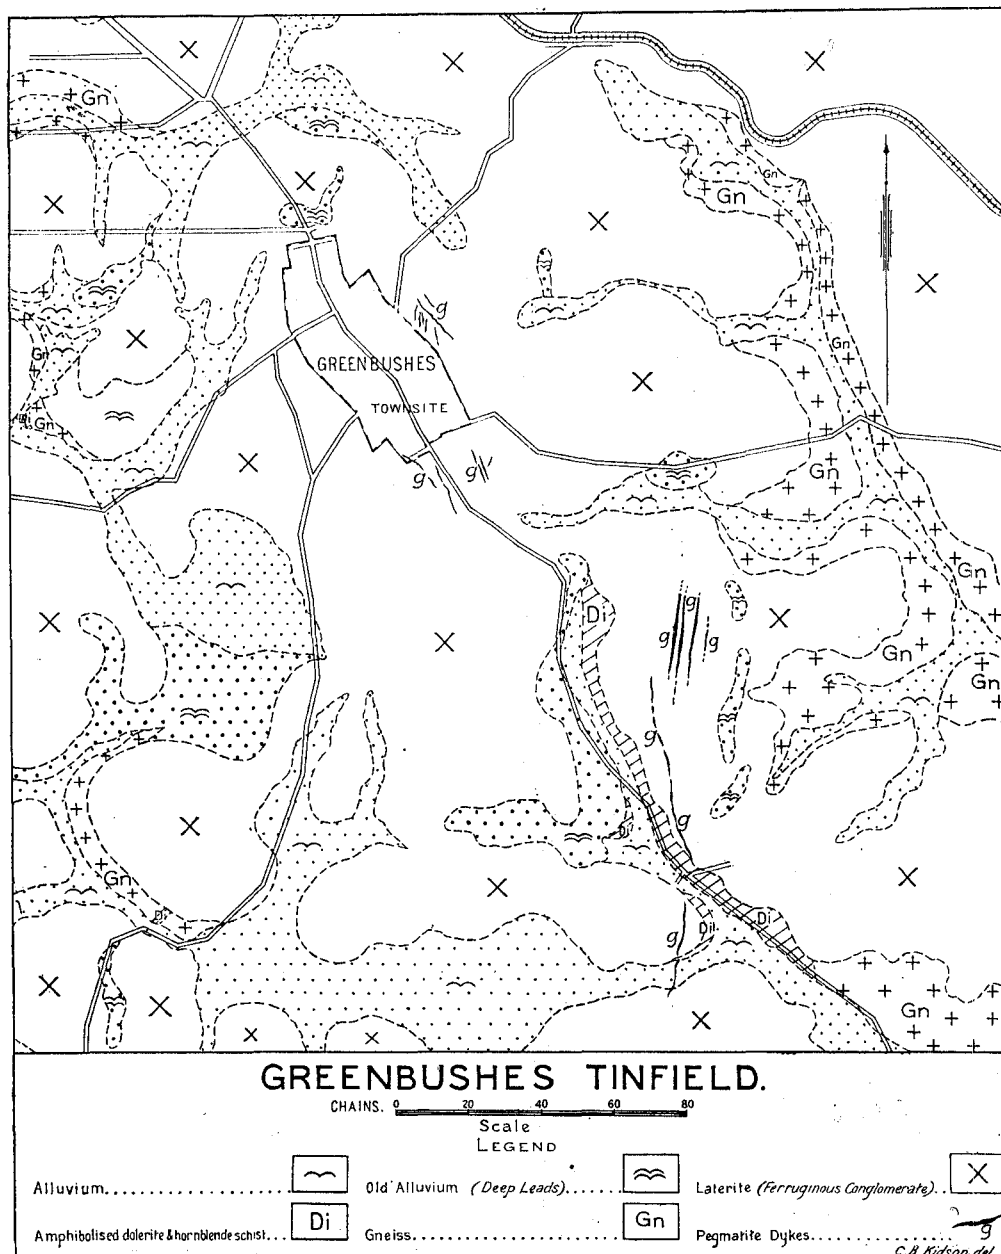 Gn
Gn
Gn
g
GREENBUSHES
TOWNSITE
Gn
Gn
Gn
Gn
g
g
Gn
Di
g
g
g
Gn
Gn
g
g
Gn
Di
Di
Di
Di
g
Gn
GREENBUSHES TINFIELD.
CHAINS. 0 20 40 60 80
Scale
LEGEND
Alluvium
Old Alluvium (Deep Leads)
Laterite (Ferruginous Conglomerate)
Amphibolised dolerite & hornblende schist
Di
Gneiss
Gn
Pegmatite Dykes
g
C.B. Kidson del.